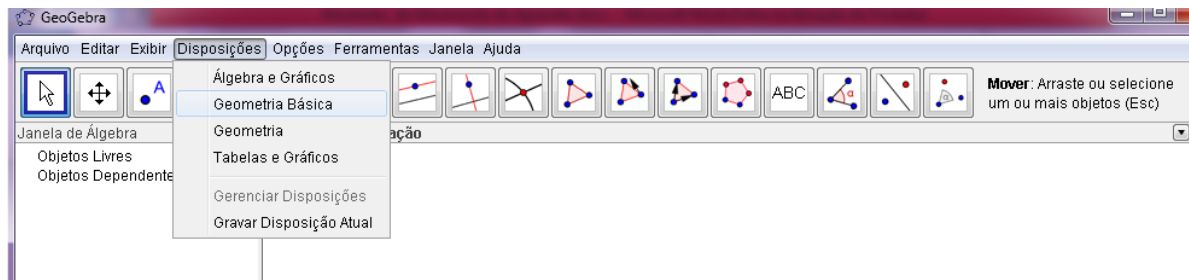 GeoGebra
Arquivo Editar Exibir Disposições Opções Ferramentas Janela Ajuda
Álgebra e Gráficos
Geometria Básica
Geometria
Tabelas e Gráficos
Gerenciar Disposições
Gravar Disposição Atual
A
ABC
α
a
Mover: Arraste ou selecione
um ou mais objetos (Esc)
Janela de Álgebra
ação
Objetos Livres
Objetos Dependente